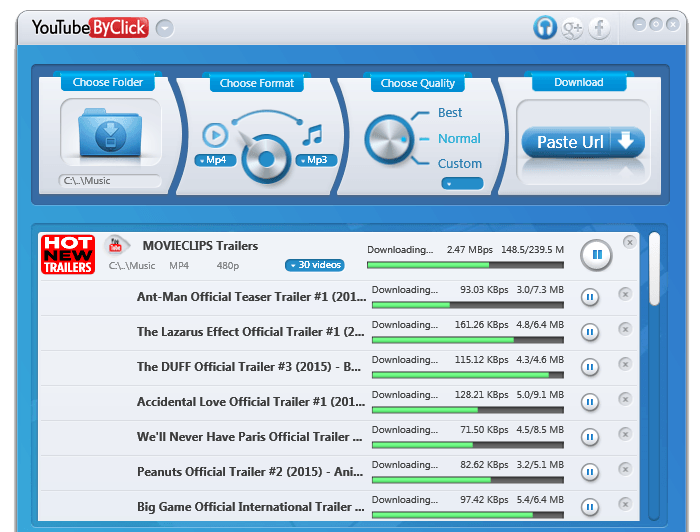 YouTube ByClick
Choose Folder
Choose Format
Choose Quality
Download
C:\..\Music
Mp4
Mp3
Best
Normal
Custom
Paste Url
HOT
NEW
TRAILERS
MOVIECLIPS Trailers
C:\..\Music MP4 480p 30 videos
Downloading... 2.47 MBps 148.5/239.5 M
Ant-Man Official Teaser Trailer #1 (201...
Downloading... 93.03 KBps 3.0/7.3 MB
The Lazarus Effect Official Trailer #1 (2...
Downloading... 161.26 KBps 4.8/6.4 MB
The DUFF Official Trailer #3 (2015) - B...
Downloading... 115.12 KBps 4.3/4.6 MB
Accidental Love Official Trailer #1 (201...
Downloading... 128.21 KBps 5.0/9.1 MB
We'll Never Have Paris Official Trailer ...
Downloading... 71.50 KBps 4.5/8.5 MB
Peanuts Official Trailer #2 (2015) - Ani...
Downloading... 82.62 KBps 3.2/5.1 MB
Big Game Official International Trailer ...
Downloading... 97.42 KBps 5.4/6.4 MB